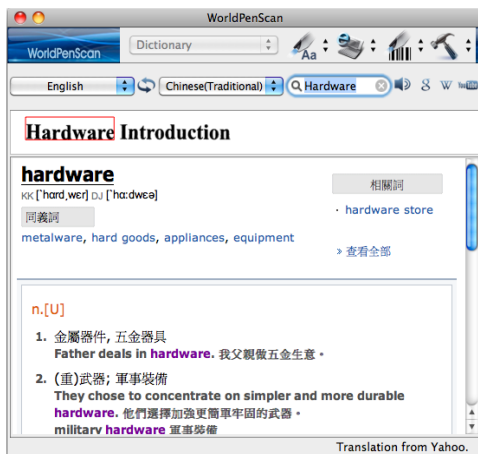 WorldPenScan
WorldPenScan
Dictionary
Aa
English
Chinese(Traditional)
Hardware
8 W You Tube
Hardware Introduction
hardware
KK [ˋhɑrd͵wɛr] DJ [ˋhɑ:dwɛə]
相關詞
· hardware store
同義詞
metalware, hard goods, appliances, equipment
» 查看全部
n.[U]
1. 金屬器件, 五金器具
Father deals in hardware. 我父親做五金生意。
2. (重)武器; 軍事裝備
They chose to concentrate on simpler and more durable
hardware. 他們選擇加強更簡單牢固的武器。
military hardware 軍事裝備
Translation from Yahoo.